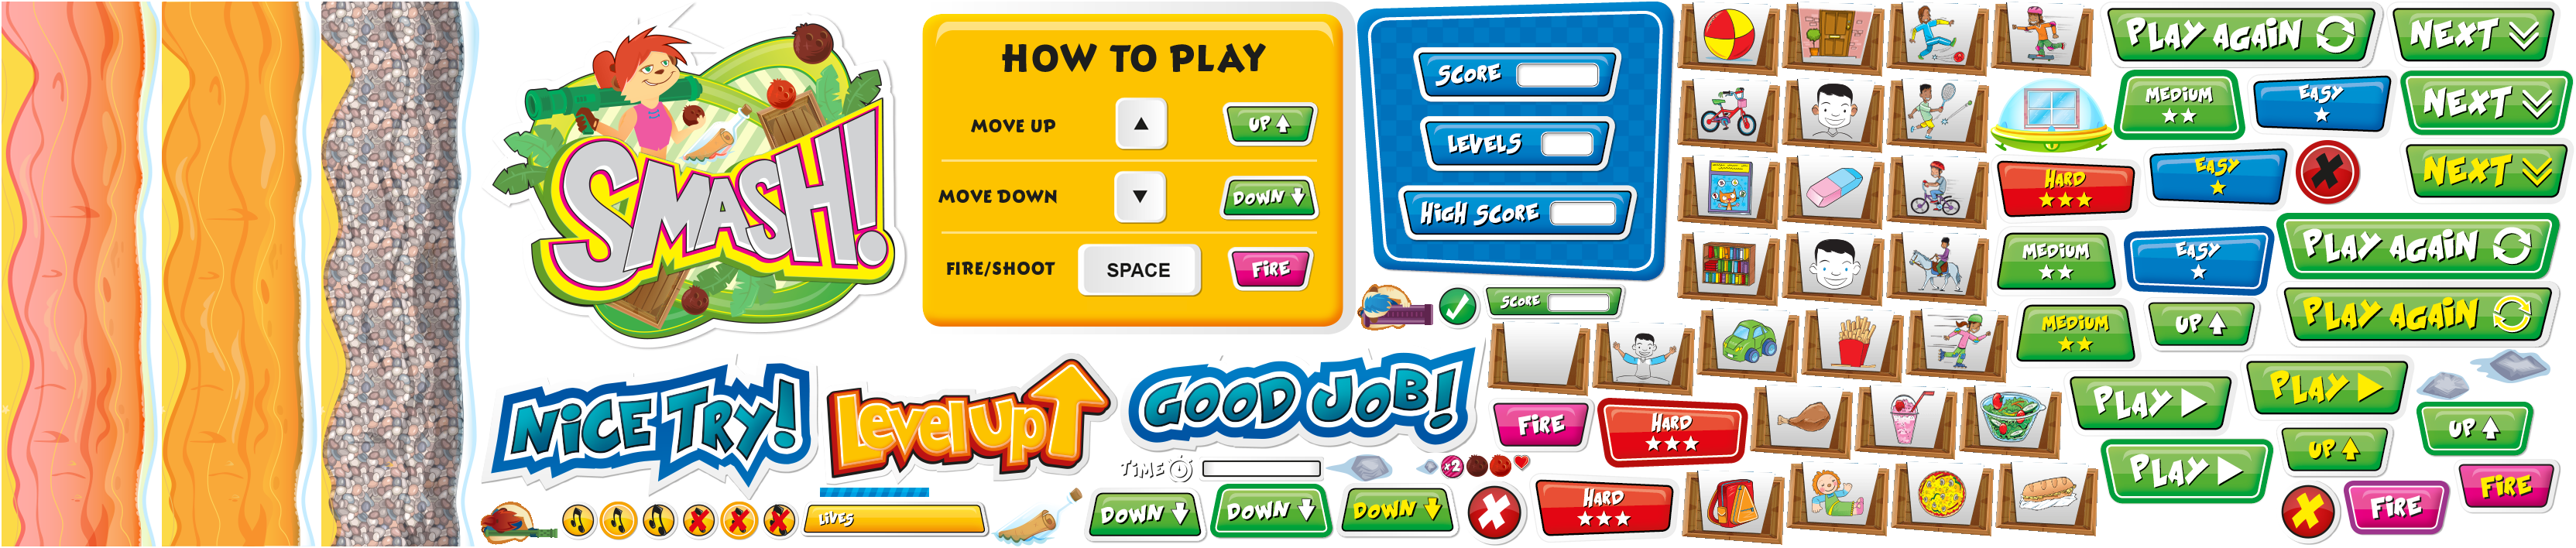 SMASH!
HOW TO PLAY
MOVE UP
UP
MOVE DOWN
DOWN
FIRE/SHOOT
SPACE
FIRE
SCORE
LEVELS
HIGH SCORE
SCORE
PLAY AGAIN
NEXT
MEDIUM
EASY
NEXT
HARD
EASY
NEXT
MEDIUM
EASY
PLAY AGAIN
MEDIUM
UP
PLAY AGAIN
NICE TRY!
Level Up
GOOD JOB!
FIRE
HARD
PLAY
PLAY
UP
TIME
x2
PLAY
UP
LIVES
DOWN
DOWN
DOWN
HARD
FIRE
FIRE